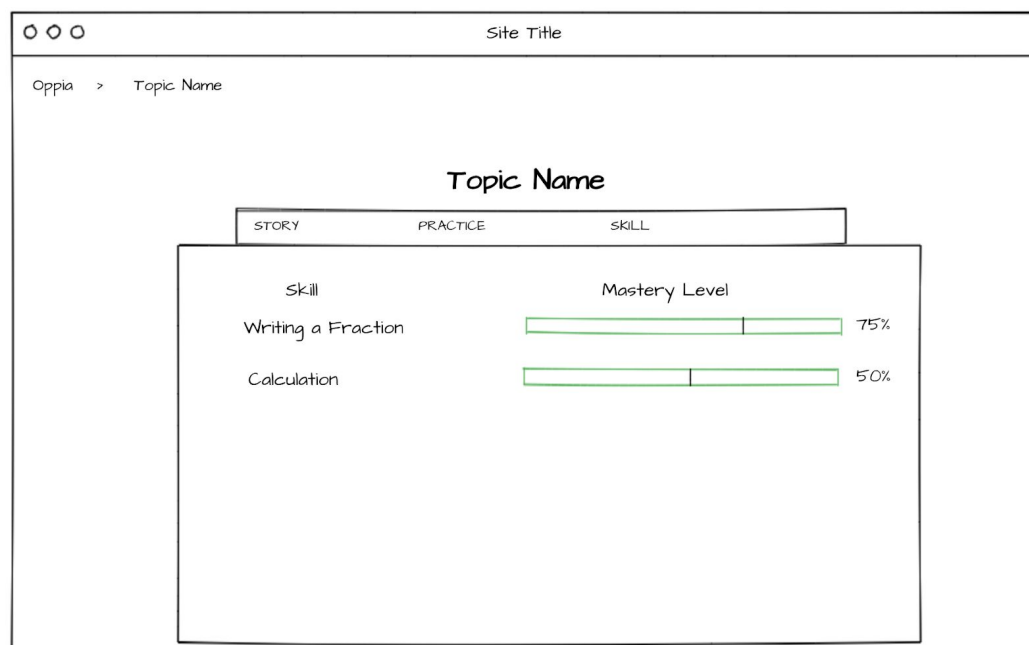 Site Title
Oppia > Topic Name
Topic Name
STORY PRACTICE SKILL
Skill Mastery Level
Writing a Fraction 75%
Calculation 50%